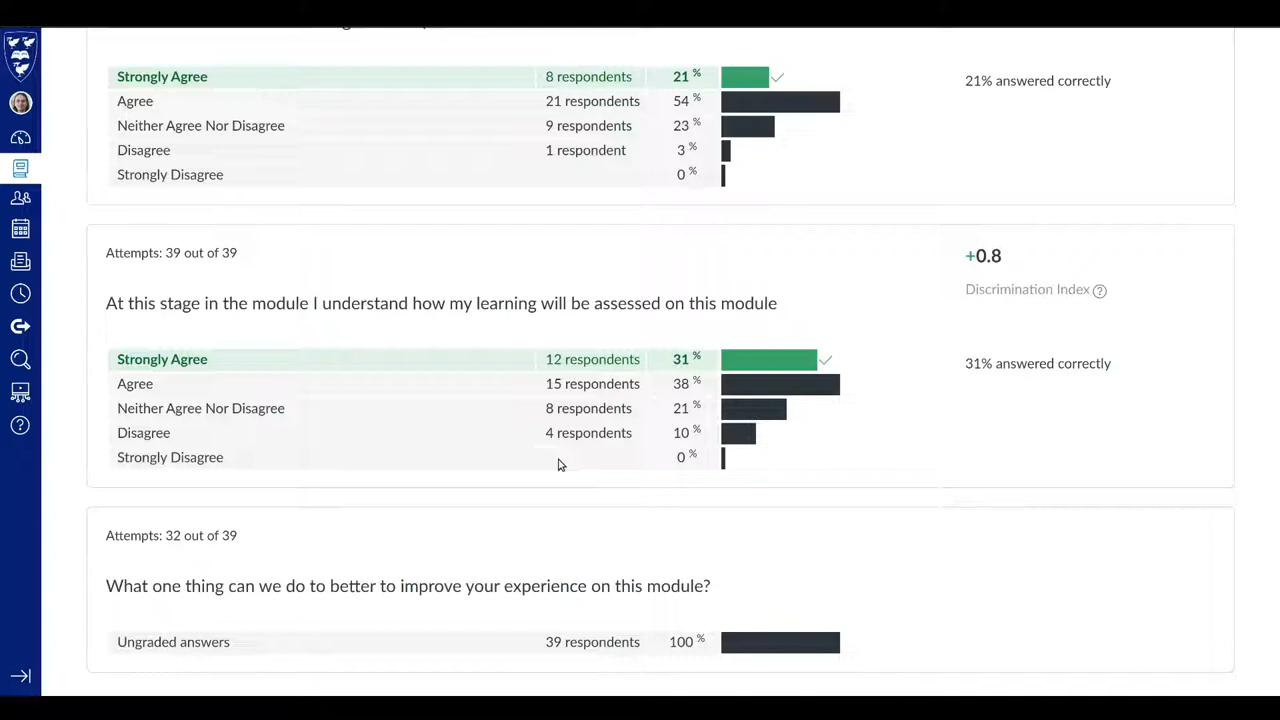 Strongly Agree 8 respondents 21 %
21% answered correctly
Agree 21 respondents 54 %
Neither Agree Nor Disagree 9 respondents 23 %
Disagree 1 respondent 3 %
Strongly Disagree 0 %
Attempts: 39 out of 39
+0.8
Discrimination Index ?
At this stage in the module I understand how my learning will be assessed on this module
Strongly Agree 12 respondents 31 %
31% answered correctly
Agree 15 respondents 38 %
Neither Agree Nor Disagree 8 respondents 21 %
Disagree 4 respondents 10 %
Strongly Disagree 0 %
Attempts: 32 out of 39
What one thing can we do to better to improve your experience on this module?
Ungraded answers 39 respondents 100 %